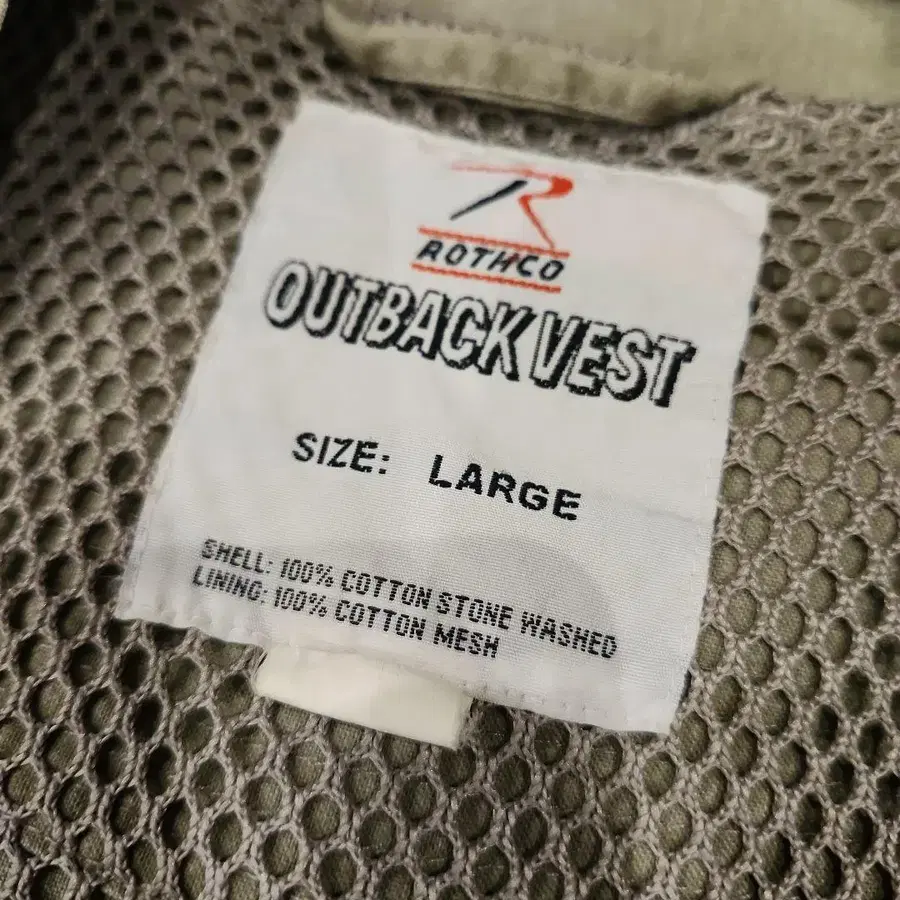 R
ROTHCO
OUTBACK VEST
SIZE: LARGE
SHELL: 100% COTTON STONE WASHED
LINING: 100% COTTON MESH